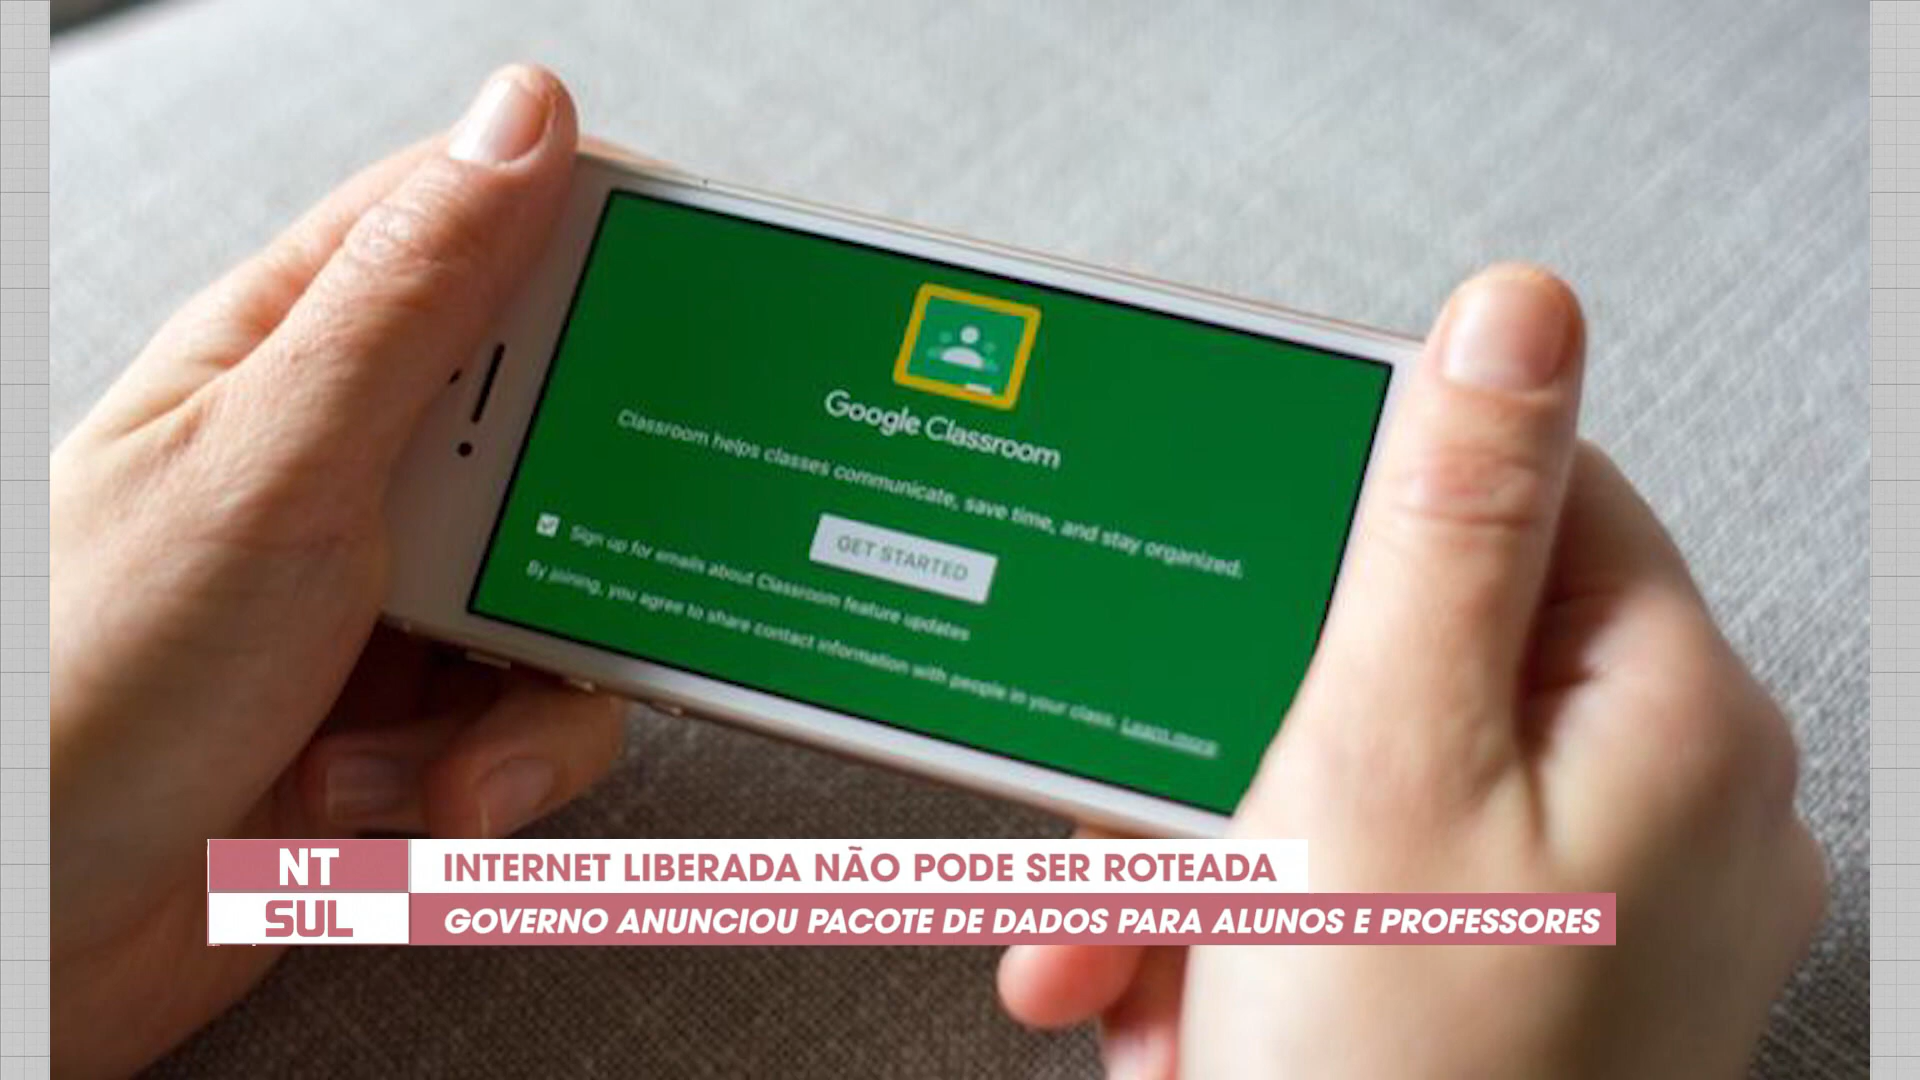 Google Classroom
Classroom helps classes communicate, save time, and stay organized.
GET STARTED
Sign up for emails about Classroom feature updates
By joining, you agree to share contact information with people in your class. Learn more
NT
SUL
INTERNET LIBERADA NÃO PODE SER ROTEADA
GOVERNO ANUNCIOU PACOTE DE DADOS PARA ALUNOS E PROFESSORES